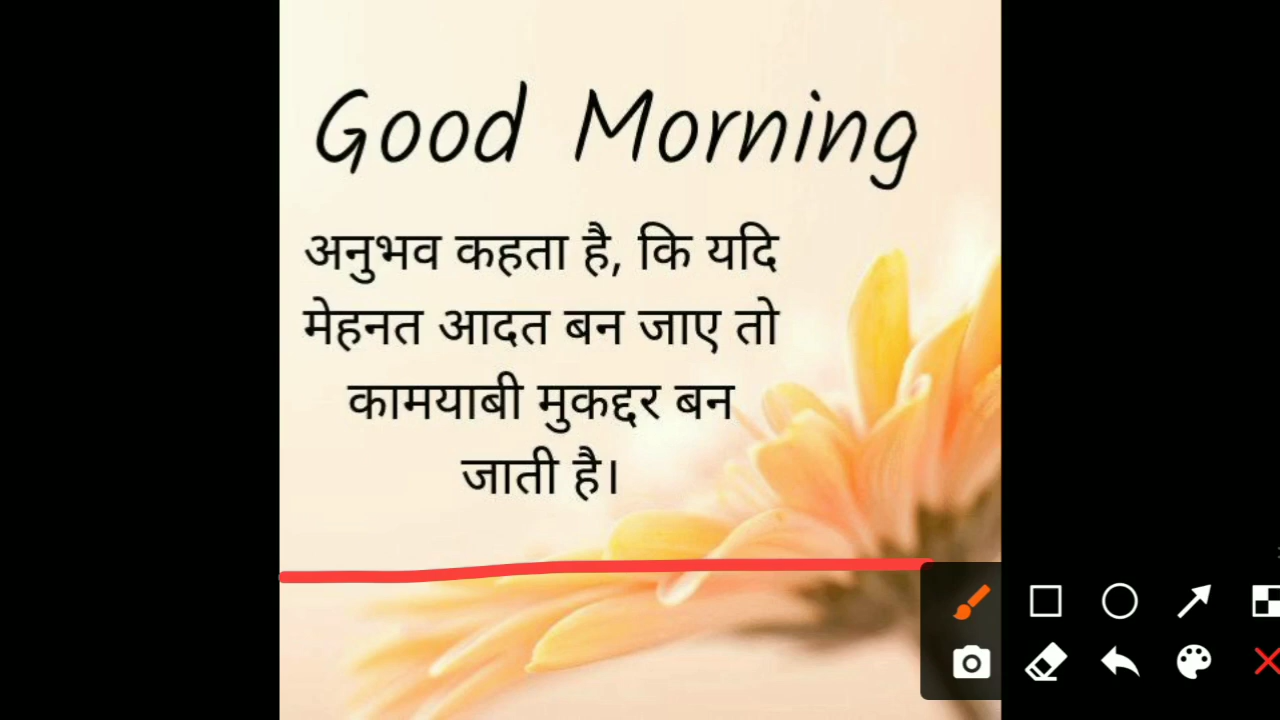 Good Morning
अनुभव कहता है, कि यदि
मेहनत आदत बन जाए तो
कामयाबी मुकद्दर बन
जाती है।